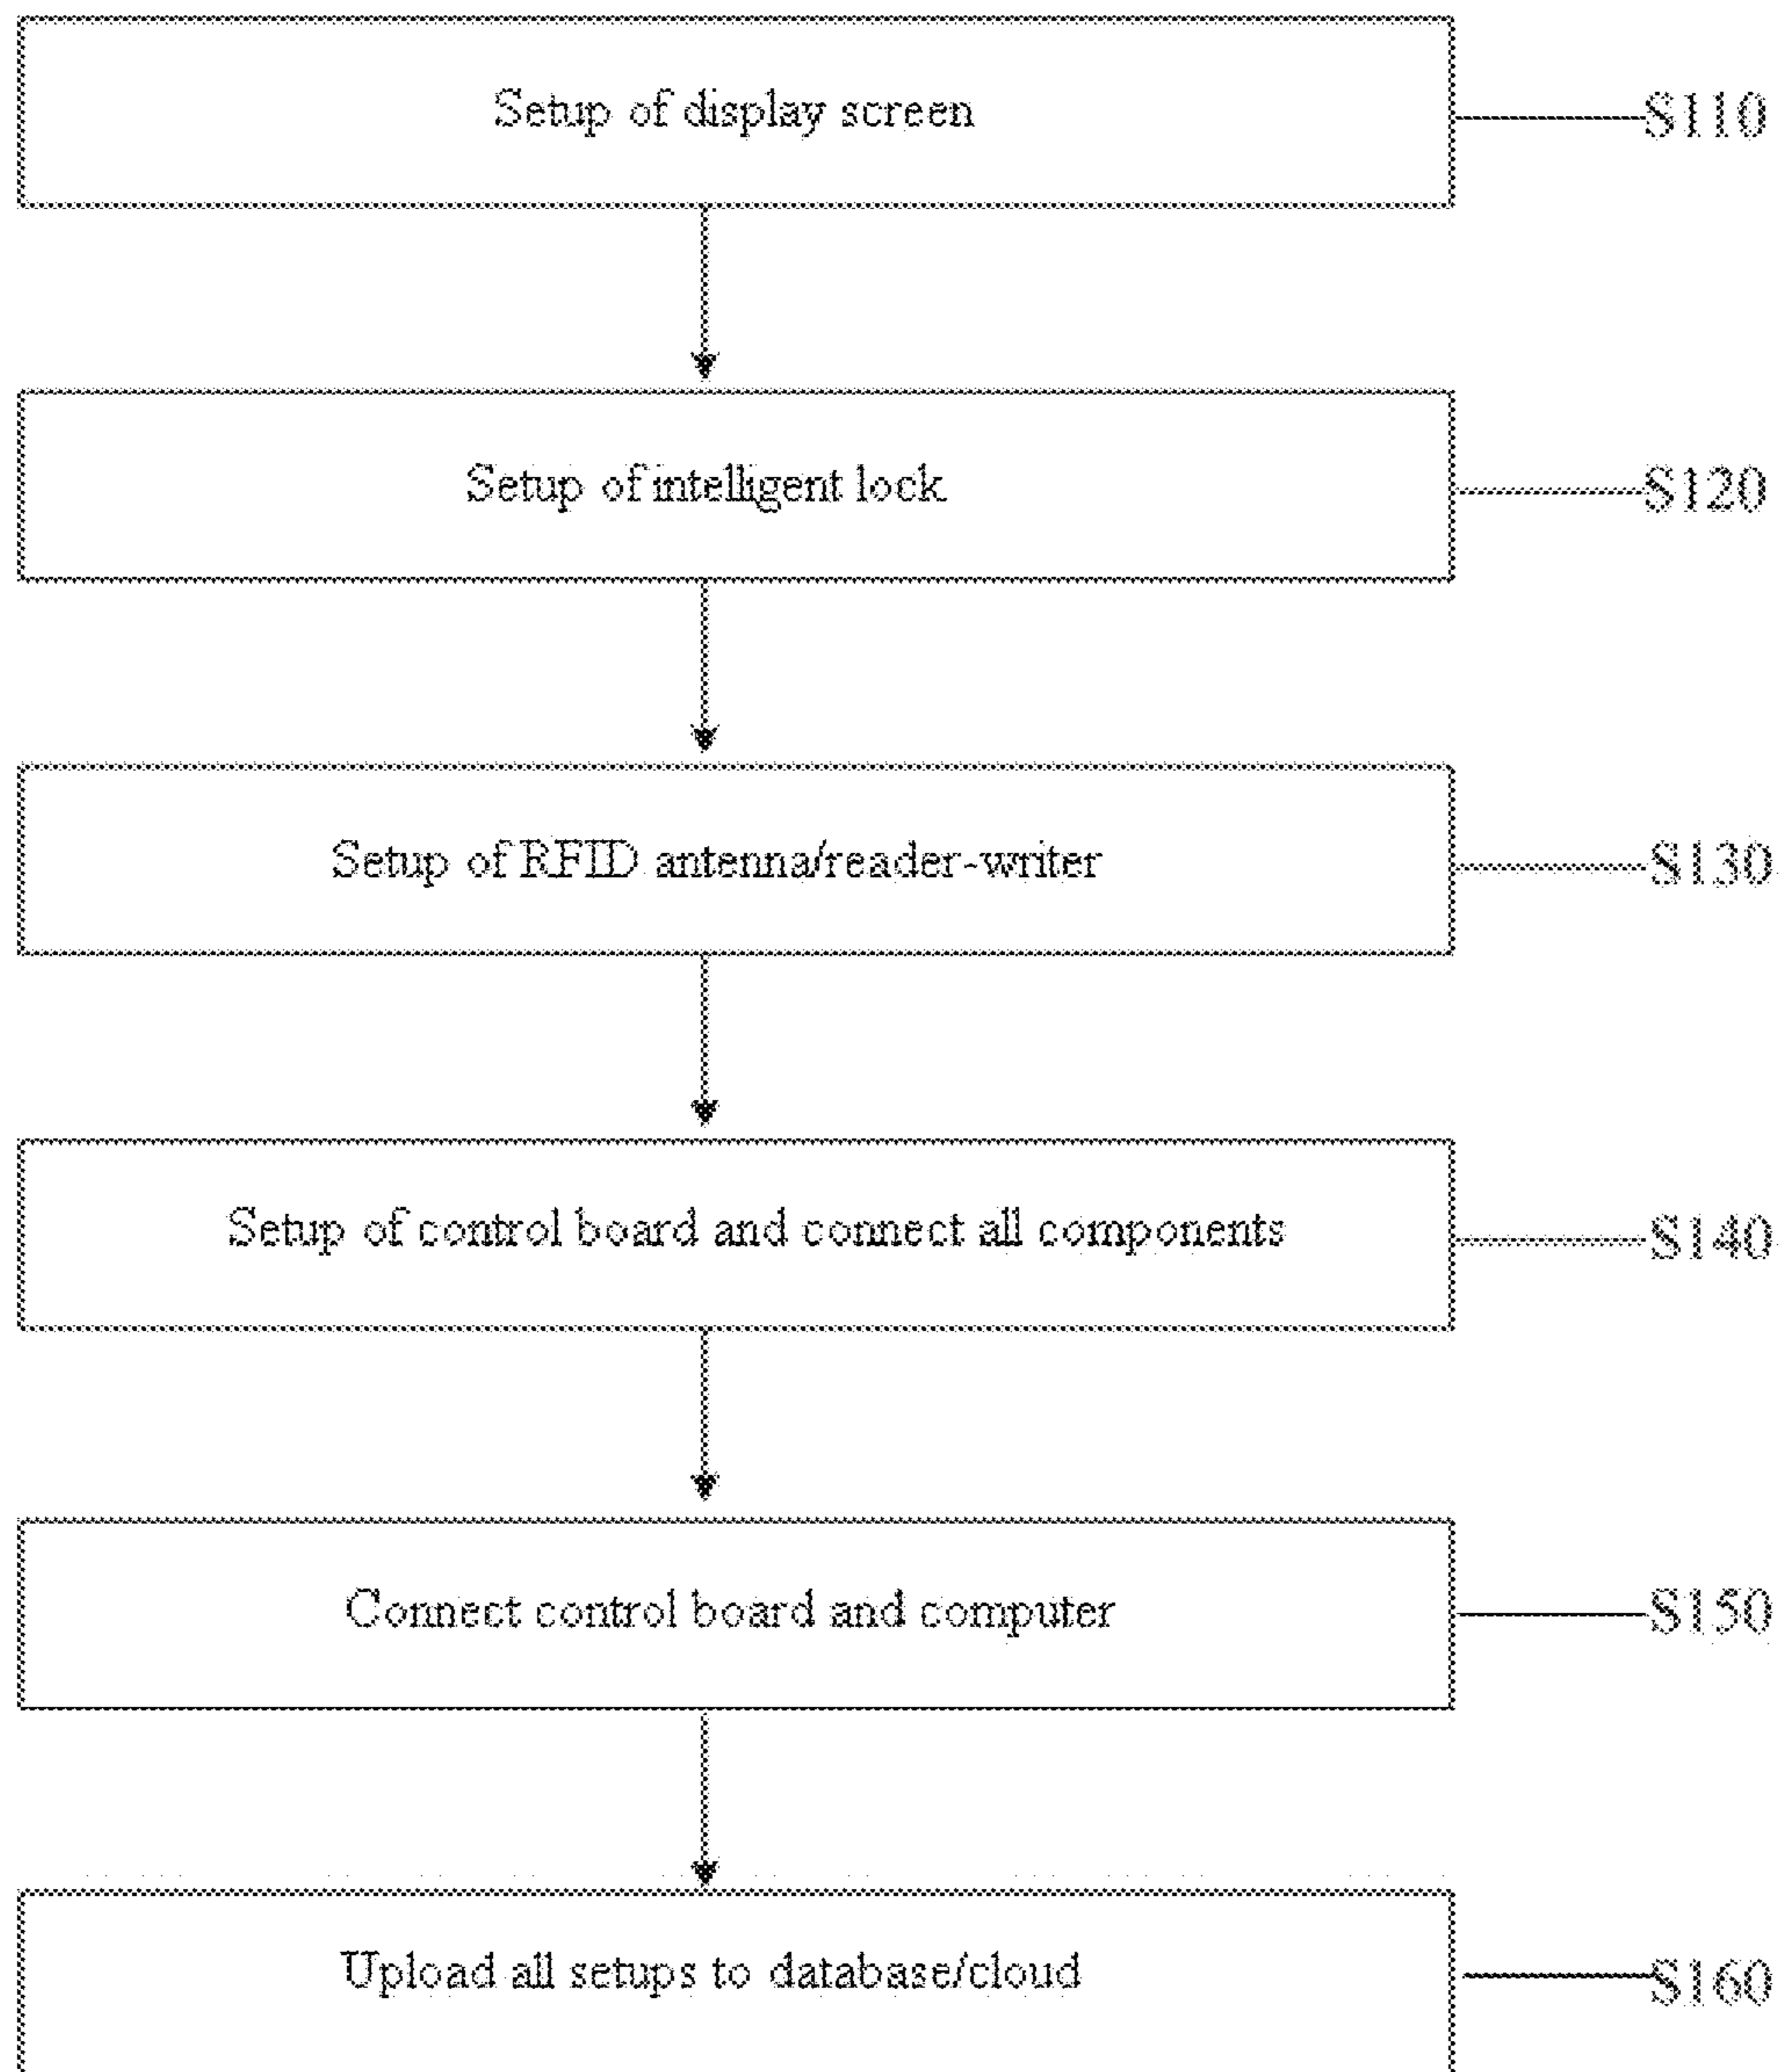 Setup of display screen
S110
Setup of intelligent lock
S120
Setup of RFID antenna/reader-writer
S130
Setup of control board and connect all components
S140
Connect control board and computer
S150
Upload all setups to database/cloud
S160